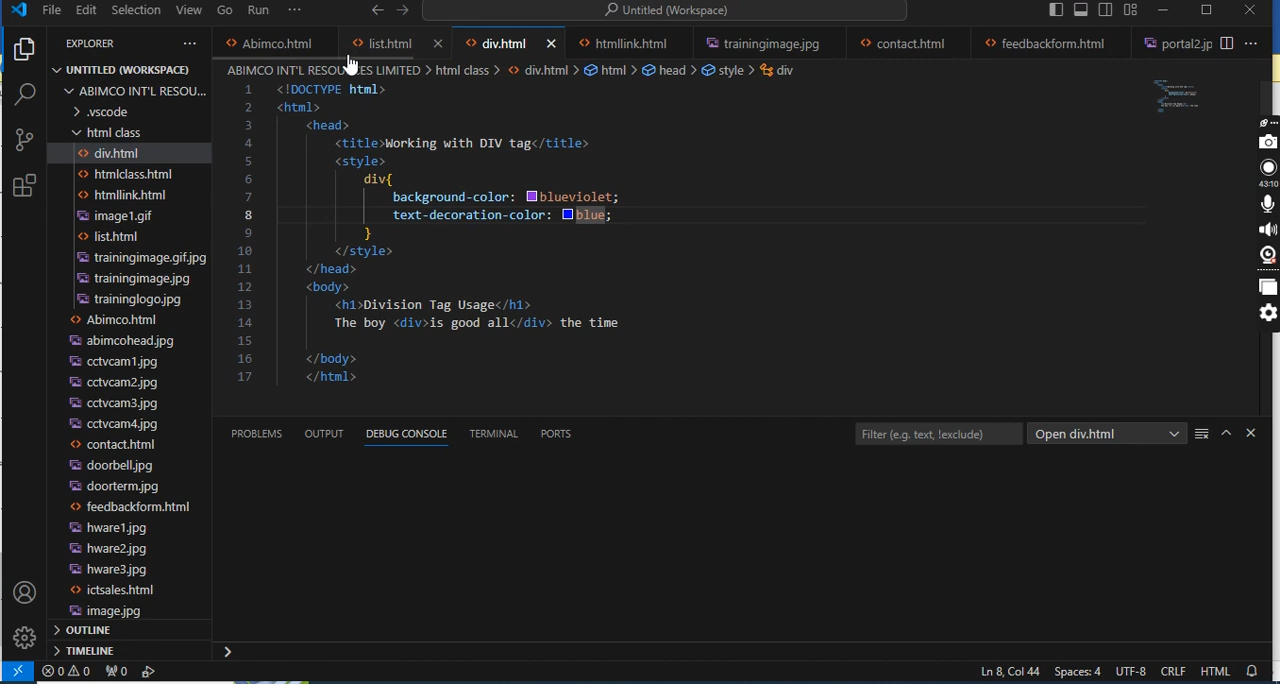 File Edit Selection View Go Run ··· Untitled (Workspace)
EXPLORER ···
Abimco.html list.html div.html htmllink.html trainingimage.jpg contact.html feedbackform.html portal2.jp ···
UNTITLED (WORKSPACE)
ABIMCO INT'L RESOU...
.vscode
html class
div.html
htmlclass.html
htmllink.html
image1.gif
list.html
trainingimage.gif.jpg
trainingimage.jpg
traininglogo.jpg
Abimco.html
abimcohead.jpg
cctvcam1.jpg
cctvcam2.jpg
cctvcam3.jpg
cctvcam4.jpg
contact.html
doorbell.jpg
doorterm.jpg
feedbackform.html
hware1.jpg
hware2.jpg
hware3.jpg
ictsales.html
image.jpg
OUTLINE
TIMELINE
ABIMCO INT'L RESOURCES LIMITED > html class > div.html > html > head > style > div
1 <!DOCTYPE html>
2 <html>
3 <head>
4 <title>Working with DIV tag</title>
5 <style>
6 div{
7 background-color: blueviolet;
8 text-decoration-color: blue;
9 }
10 </style>
11 </head>
12 <body>
13 <h1>Division Tag Usage</h1>
14 The boy <div>is good all</div> the time
15
16 </body>
17 </html>
PROBLEMS OUTPUT DEBUG CONSOLE TERMINAL PORTS Filter (e.g. text, !exclude) Open div.html
>
43:10
0 0 0 Ln 8, Col 44 Spaces: 4 UTF-8 CRLF HTML